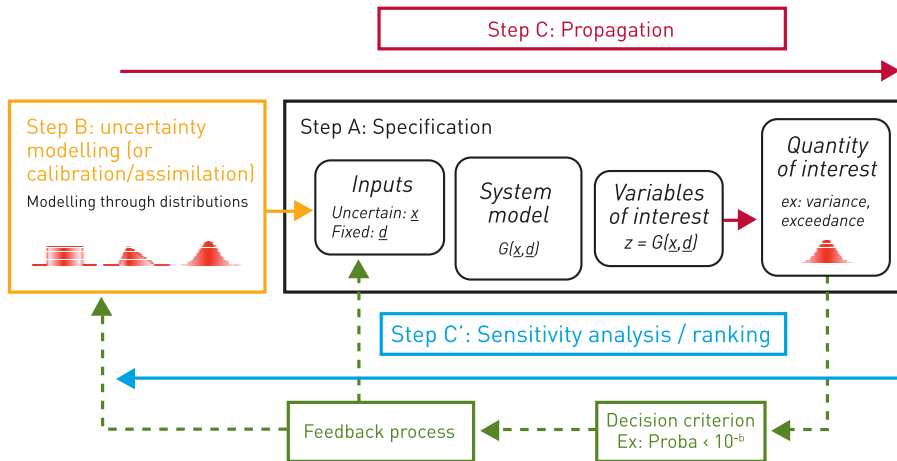 Step C: Propagation
Step B: uncertainty
modelling (or
calibration/assimilation)
Modelling through distributions
Step A: Specification
Inputs
Uncertain: x
Fixed: d
System
model
G(x,d)
Variables
of interest
z = G(x,d)
Quantity
of interest
ex: variance,
exceedance
Step C’: Sensitivity analysis / ranking
Feedback process
Decision criterion
Ex: Proba < 10⁻ᵇ